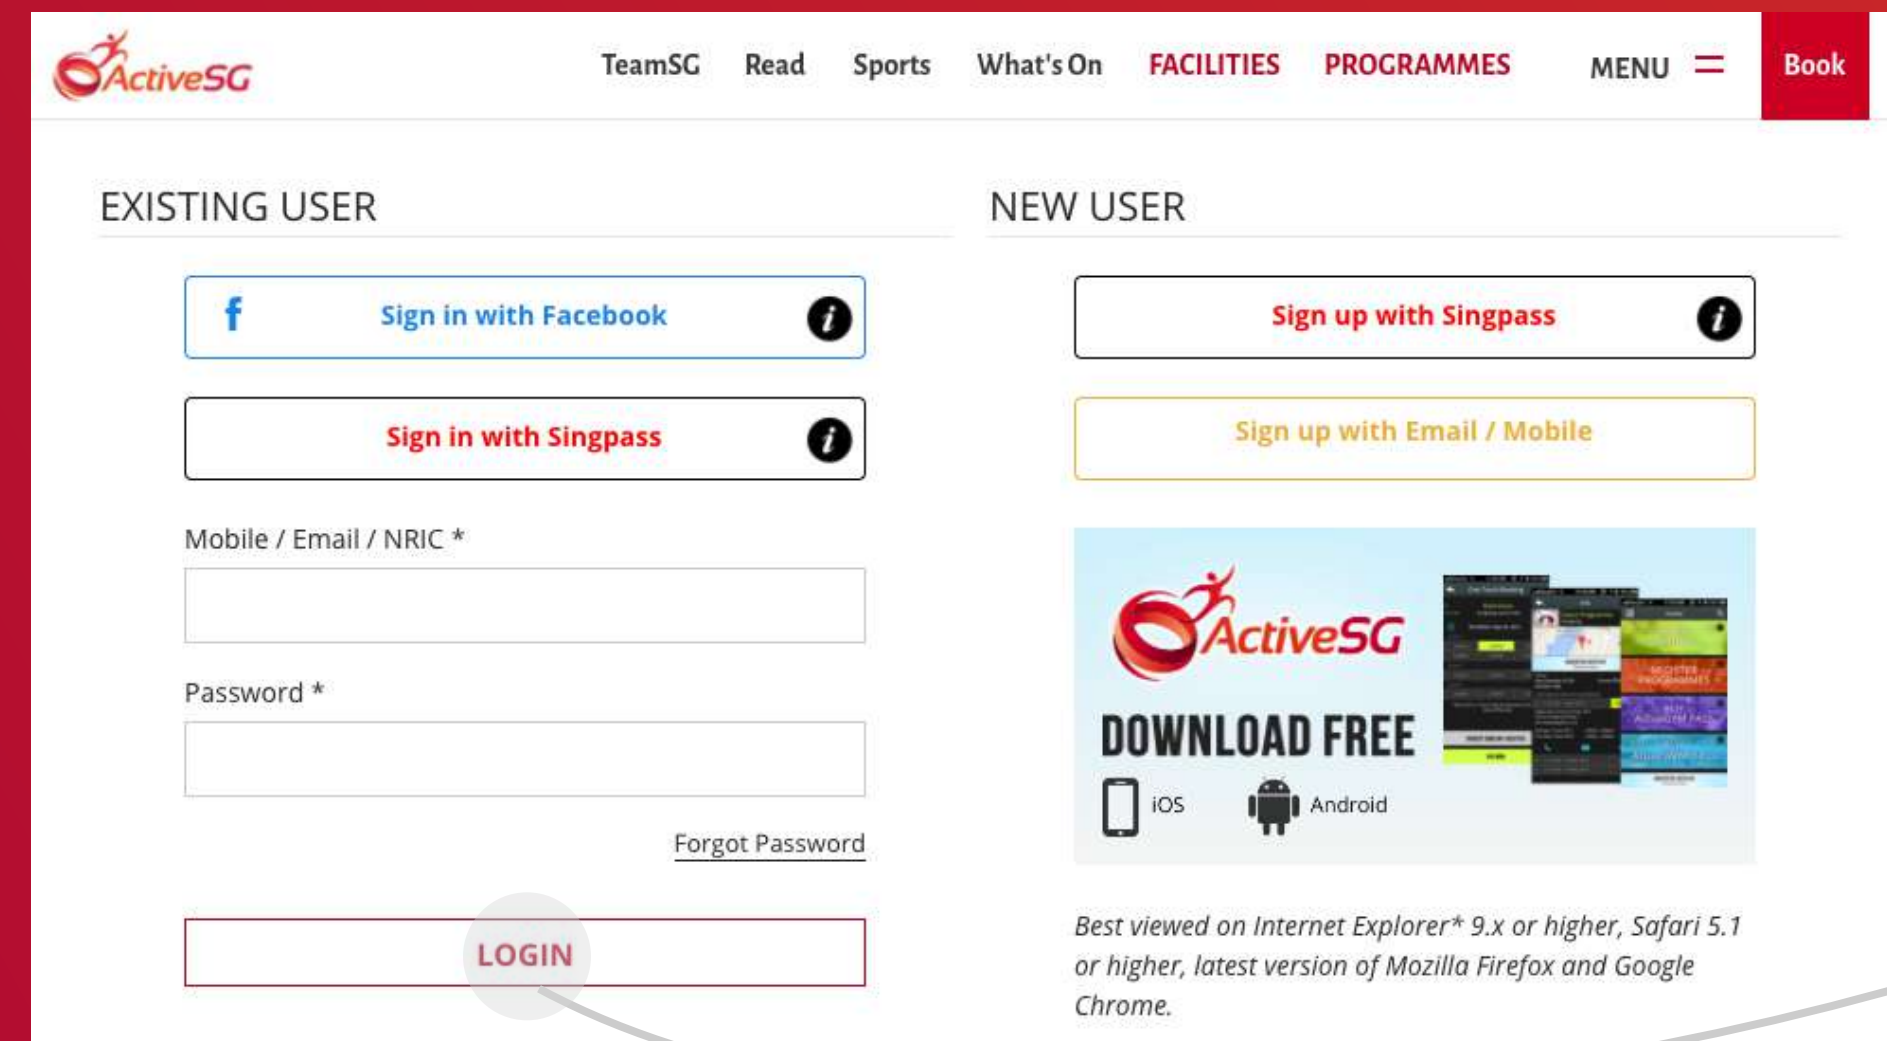 ActiveSG
TeamSG Read Sports What's On FACILITIES PROGRAMMES MENU Book
EXISTING USER
Sign in with Facebook
Sign in with Singpass
Mobile / Email / NRIC *
Password *
Forgot Password
LOGIN
NEW USER
Sign up with Singpass
Sign up with Email / Mobile
ActiveSG
DOWNLOAD FREE
iOS Android
REGISTER
PROGRAMMES
Best viewed on Internet Explorer* 9.x or higher, Safari 5.1
or higher, latest version of Mozilla Firefox and Google
Chrome.